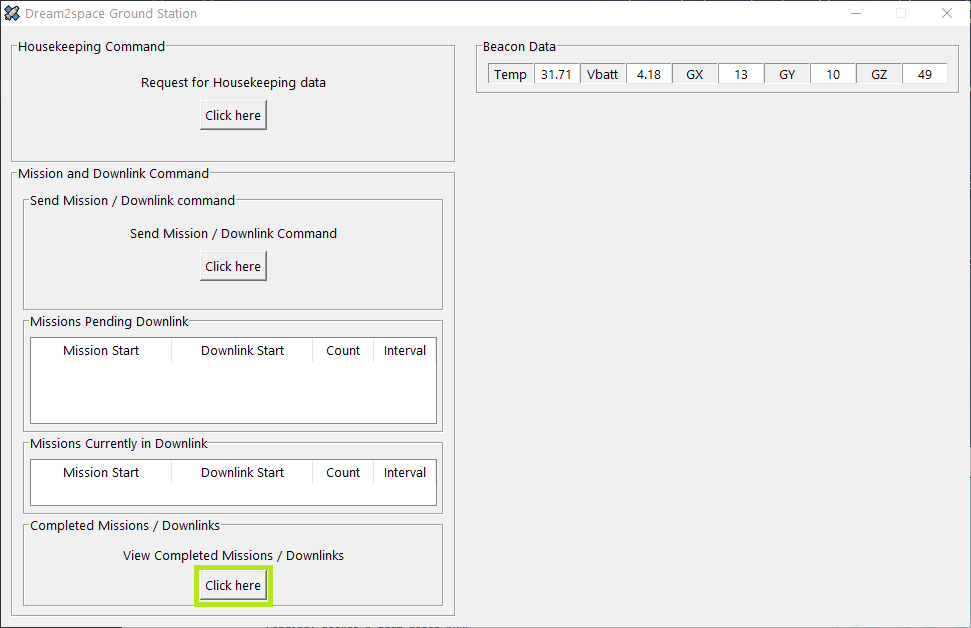 Dream2space Ground Station
Housekeeping Command
Request for Housekeeping data
Click here
Mission and Downlink Command
Send Mission / Downlink command
Send Mission / Downlink Command
Click here
Missions Pending Downlink
Mission Start Downlink Start Count Interval
Missions Currently in Downlink
Mission Start Downlink Start Count Interval
Completed Missions / Downlinks
View Completed Missions / Downlinks
Click here
Beacon Data
Temp 31.71 Vbatt 4.18 GX 13 GY 10 GZ 49